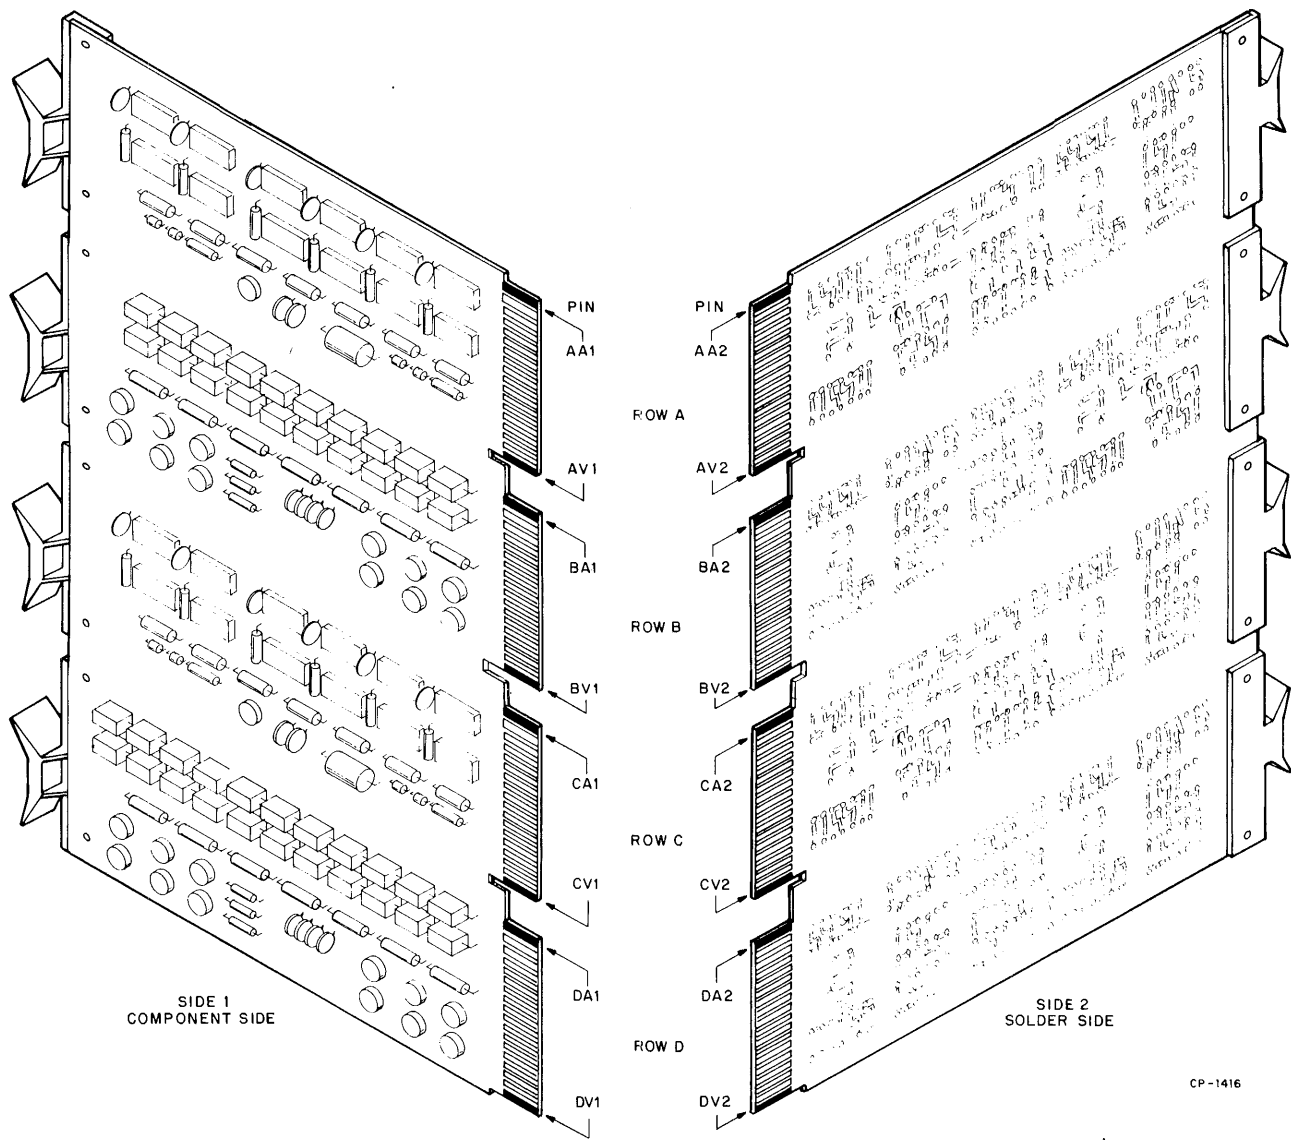 PIN
PIN
AA1
AA2
ROW A
AV1
AV2
BA1
BA2
ROW B
BV1
BV2
CA1
CA2
ROW C
CV1
CV2
DA1
DA2
SIDE 1
COMPONENT SIDE
SIDE 2
SOLDER SIDE
ROW D
CP-1416
DV1
DV2